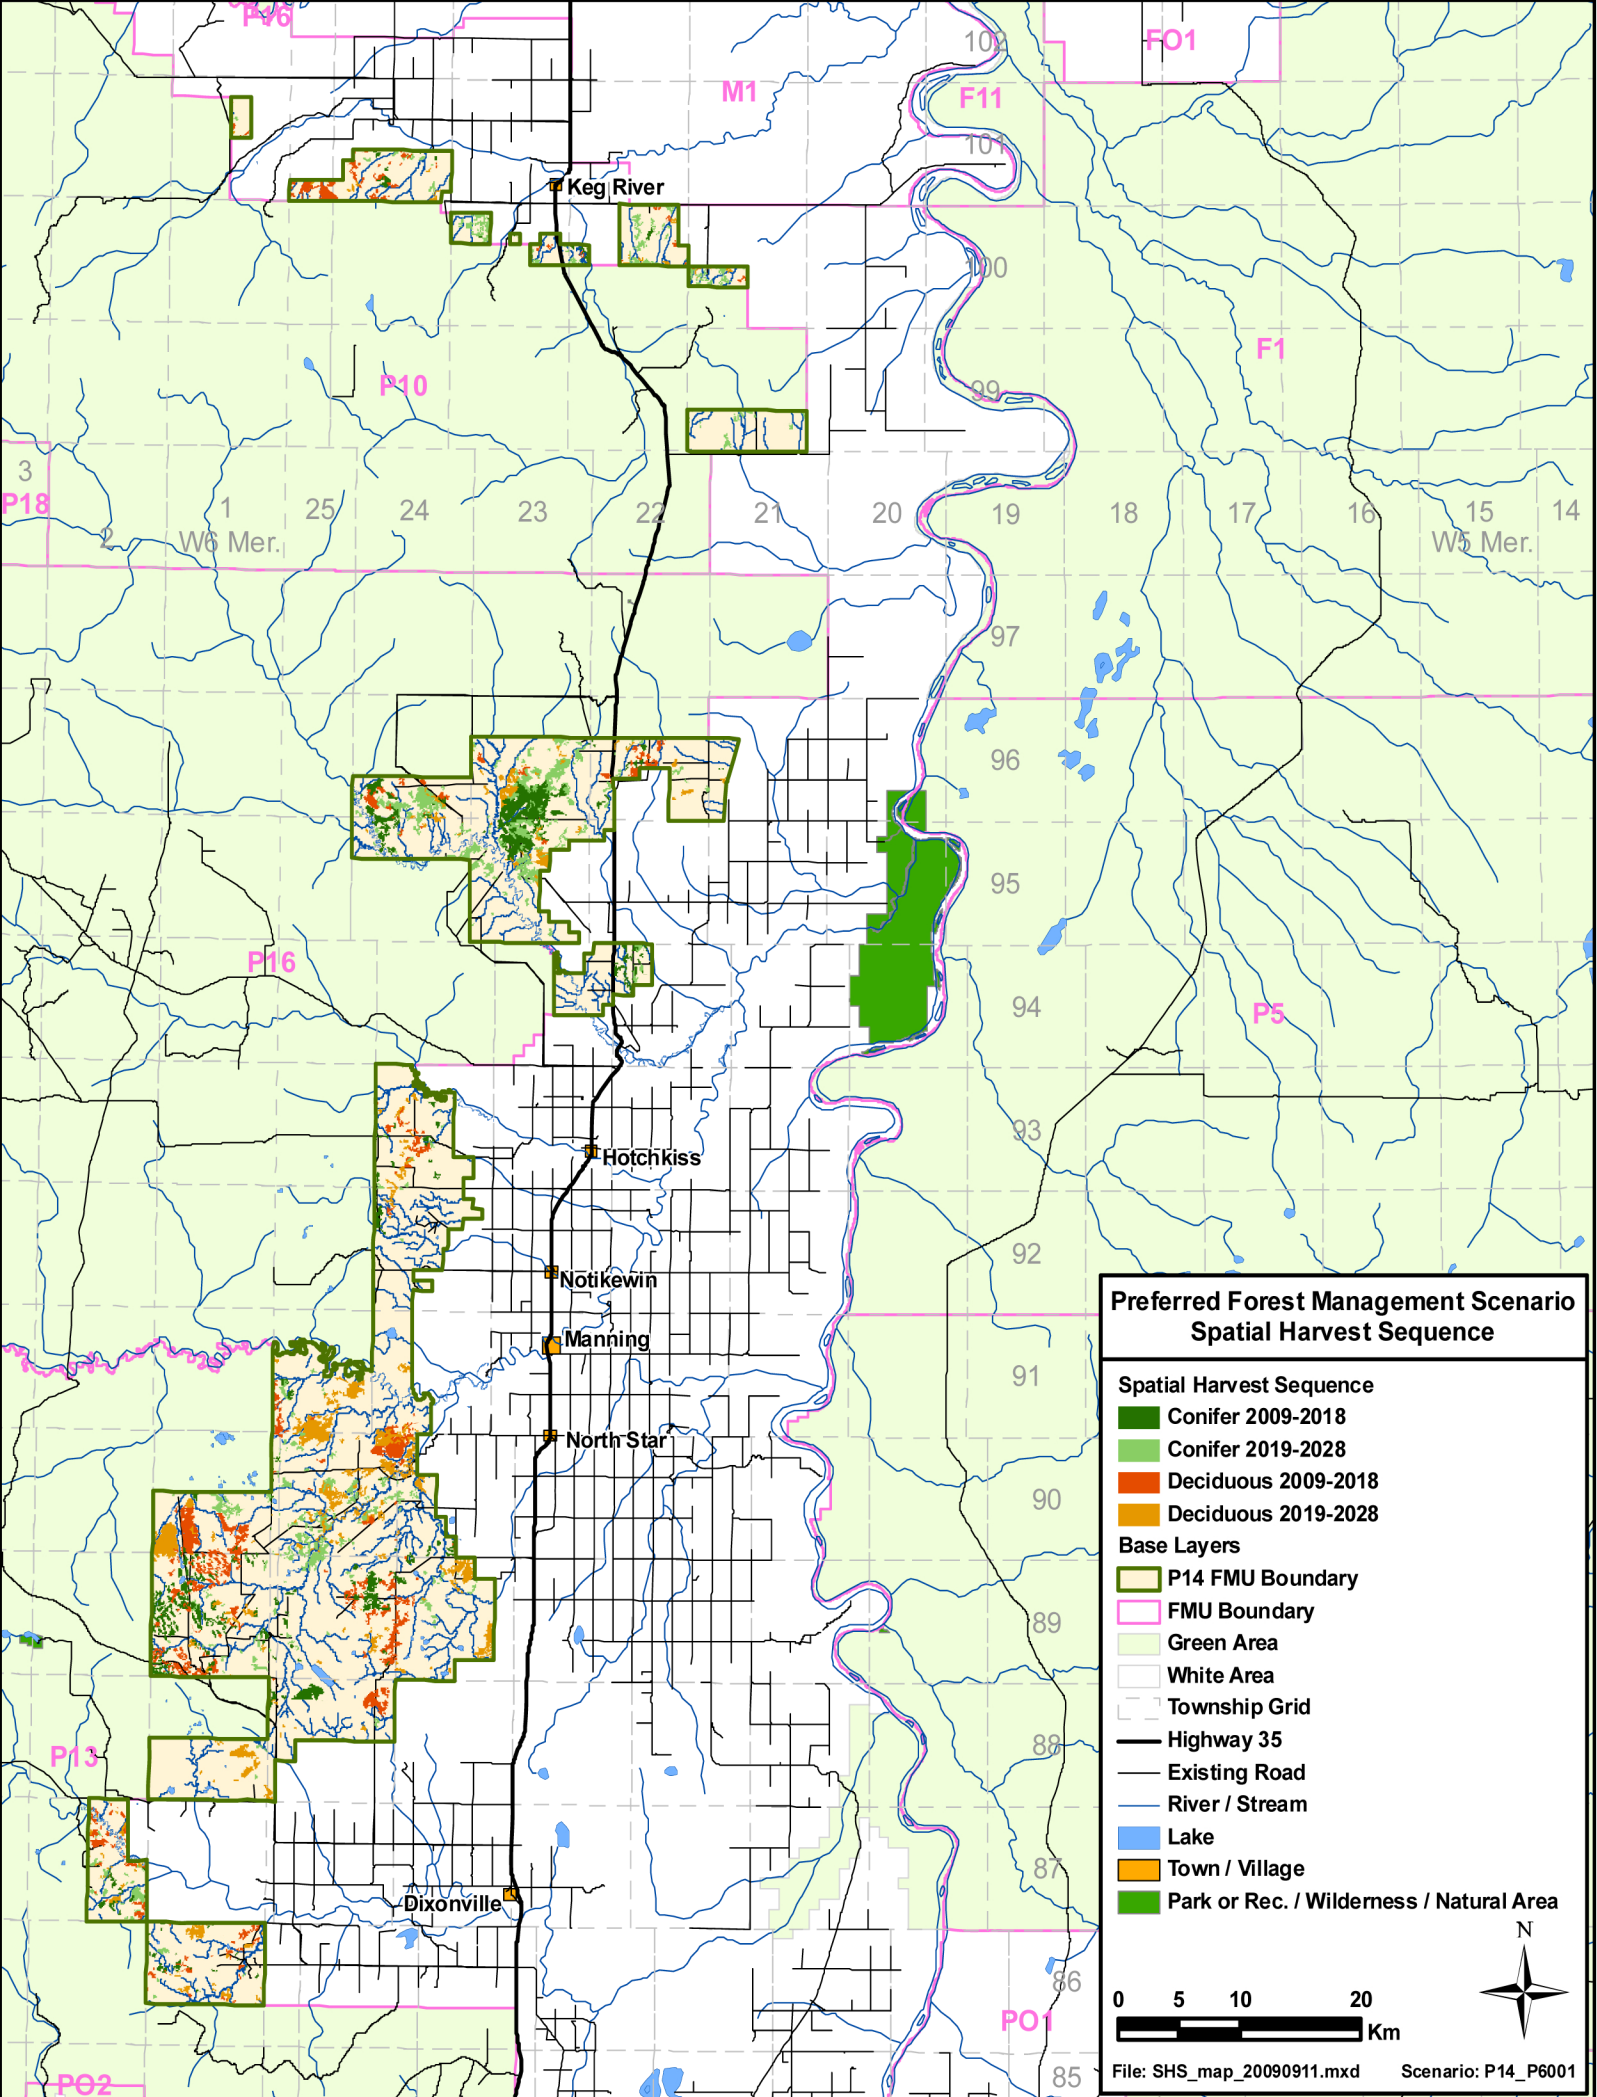 P16
FO1
102
M1
F11
101
Keg River
100
F1
P10
99
3
P18
1
25
24
23
22
21
20
19
18
17
16
15
14
2
W6 Mer.
W5 Mer.
97
96
95
P16
94
P5
93
Hotchkiss
92
Notikewin
Manning
91
North Star
90
89
88
P13
87
Dixonville
86
PO1
85
PO2
Preferred Forest Management Scenario
Spatial Harvest Sequence
Spatial Harvest Sequence
Conifer 2009-2018
Conifer 2019-2028
Deciduous 2009-2018
Deciduous 2019-2028
Base Layers
P14 FMU Boundary
FMU Boundary
Green Area
White Area
Township Grid
Highway 35
Existing Road
River / Stream
Lake
Town / Village
Park or Rec. / Wilderness / Natural Area
N
0 5 10 20
Km
File: SHS_map_20090911.mxd Scenario: P14_P6001